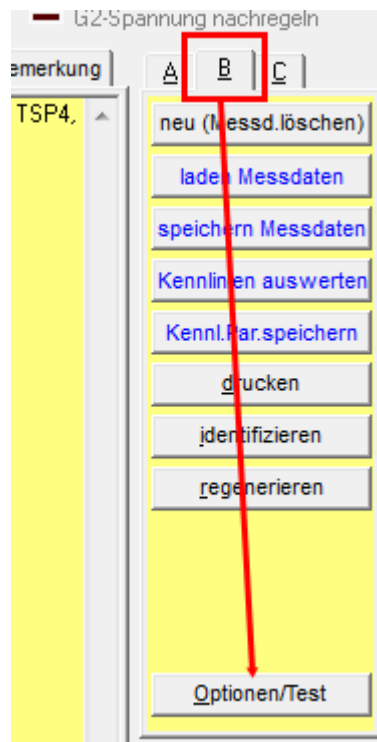 G2-Spannung nachregeln
emerkung
A B C
TSP4,
neu (Messd.löschen)
laden Messdaten
speichern Messdaten
Kennlinien auswerten
Kennl.Par.speichern
drucken
identifizieren
regenerieren
Optionen/Test